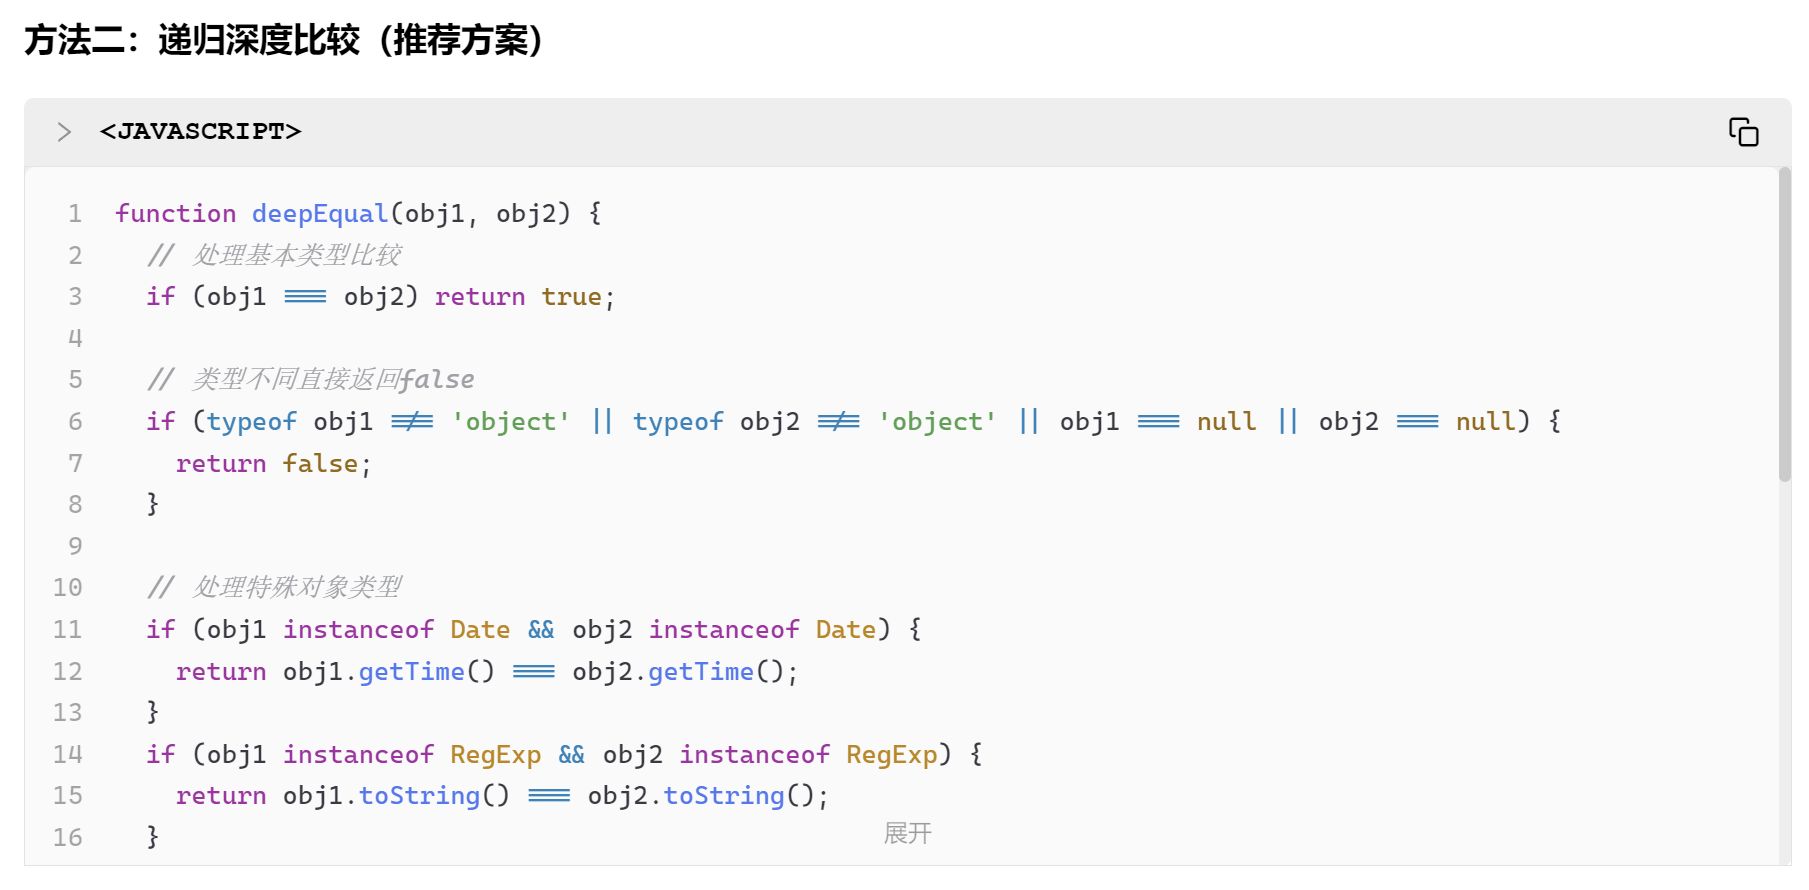 方法二：递归深度比较（推荐方案）
<JAVASCRIPT>
1 function deepEqual(obj1, obj2) {
2   // 处理基本类型比较
3   if (obj1 === obj2) return true;
4
5   // 类型不同直接返回false
6   if (typeof obj1 !== 'object' || typeof obj2 !== 'object' || obj1 === null || obj2 === null) {
7     return false;
8   }
9
10   // 处理特殊对象类型
11   if (obj1 instanceof Date && obj2 instanceof Date) {
12     return obj1.getTime() === obj2.getTime();
13   }
14   if (obj1 instanceof RegExp && obj2 instanceof RegExp) {
15     return obj1.toString() === obj2.toString();
16   }
展开